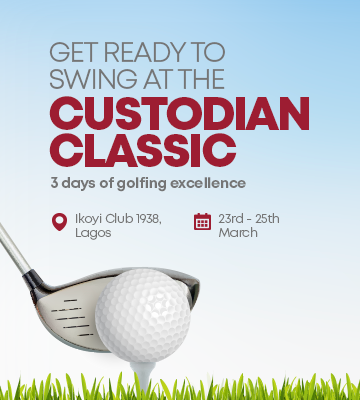 GET READY TO
SWING AT THE
CUSTODIAN
CLASSIC
3 days of golfing excellence
Ikoyi Club 1938,
Lagos
23rd - 25th
March